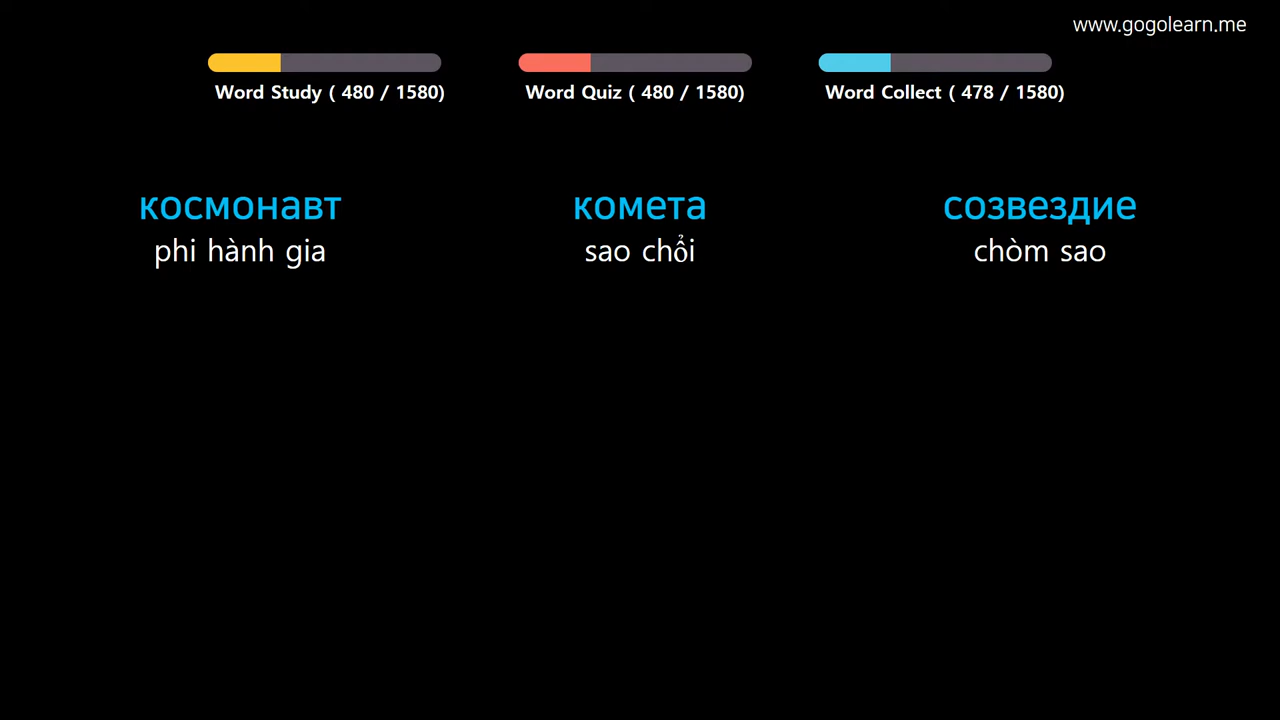 www.gogolearn.me
Word Study ( 480 / 1580)
Word Quiz ( 480 / 1580)
Word Collect ( 478 / 1580)
космонавт
phi hành gia
комета
sao chổi
созвездие
chòm sao